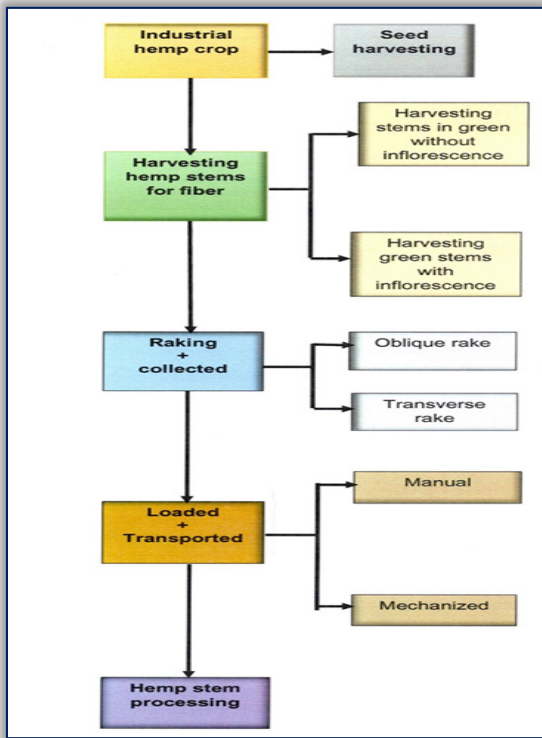 Industrial
hemp crop
Seed
harvesting
Harvesting
stems in green
without
inflorescence
Harvesting
hemp stems
for fiber
Harvesting
green stems
with
inflorescence
Raking
+
collected
Oblique rake
Transverse
rake
Manual
Loaded
+
Transported
Mechanized
Hemp stem
processing